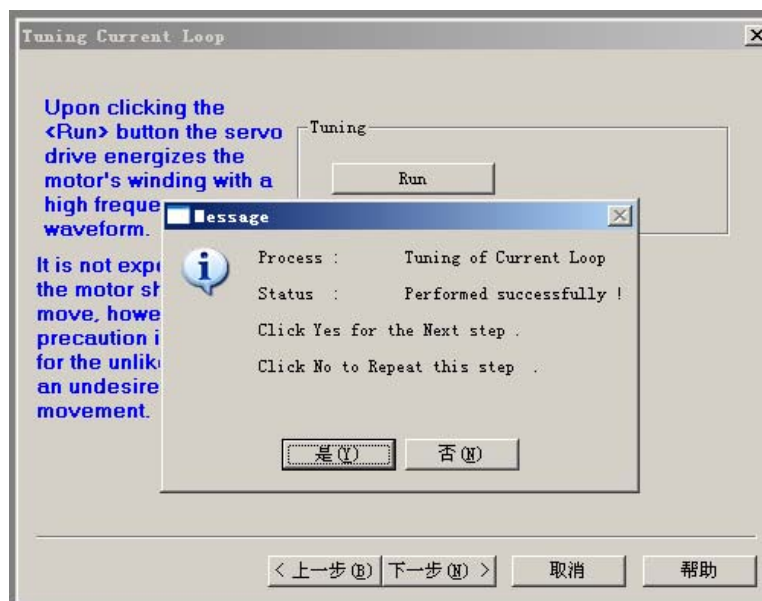 Tuning Current Loop
Upon clicking the
<Run> button the servo
drive energizes the
motor's winding with a
high freque
waveform.
It is not expe
the motor sh
move, howe
precaution i
for the unlik
an undesire
movement.
Tuning
Run
Message
Process : Tuning of Current Loop
Status : Performed successfully !
Click Yes for the Next step .
Click No to Repeat this step .
是(Y) 否(N)
< 上一步(B) 下一步(N) > 取消 帮助